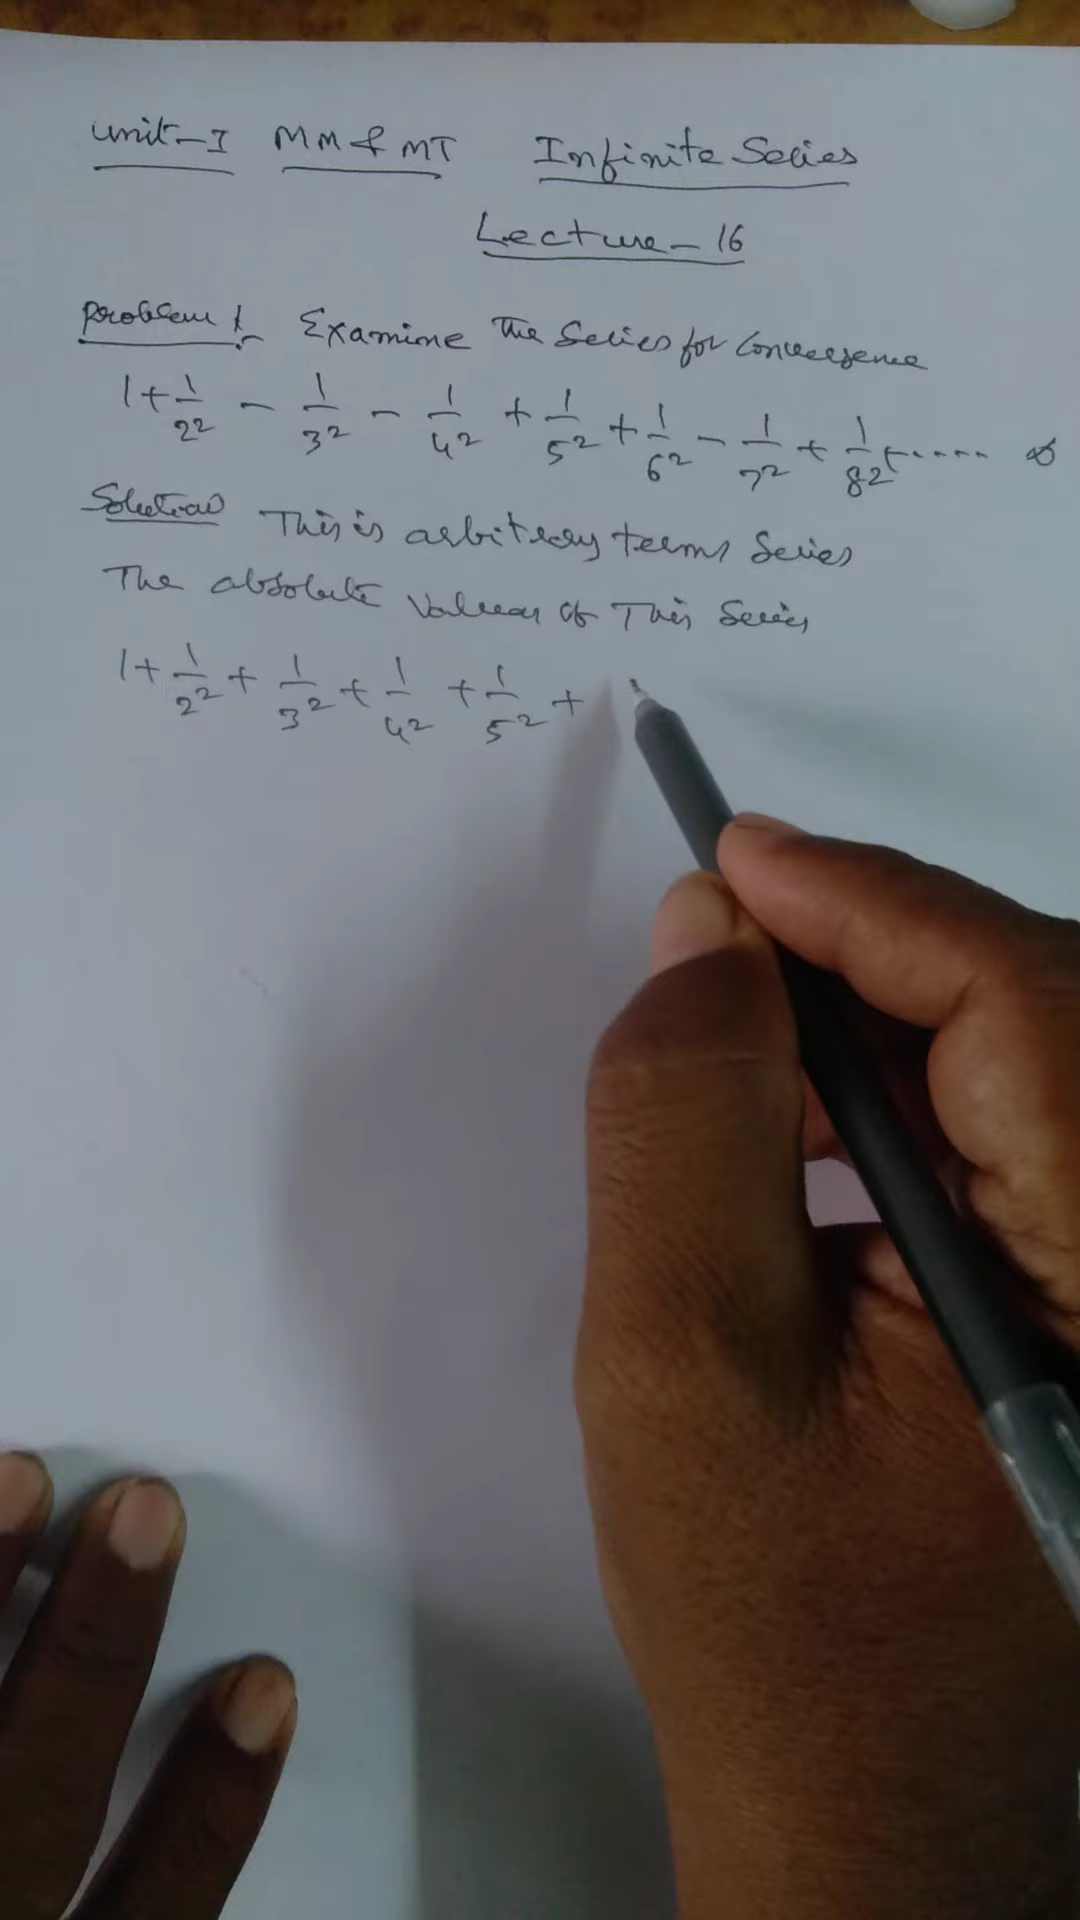 Unit-I MM & MT Infinite Series
Lecture-16
Problem 1:- Examine The Series for Convergence
1 + 1/2² - 1/3² - 1/4² + 1/5² + 1/6² - 1/7² + 1/8² + ..... ∞
Solution This is arbitrary terms Series
The absolute Values of This Series
1 + 1/2² + 1/3² + 1/4² + 1/5² +